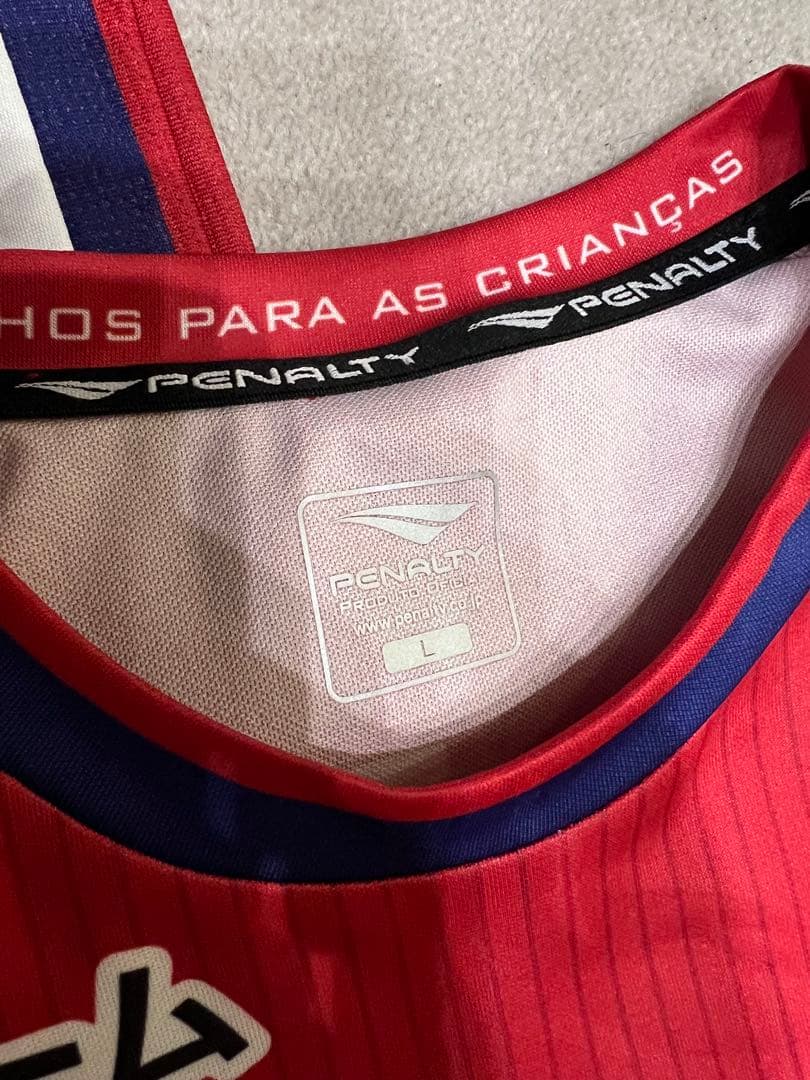 HOS PARA AS CRIANÇAS
PENALTY PENALTY
PENALTY
PRODUTO OFICIAL
www.penalty.co.jp
L